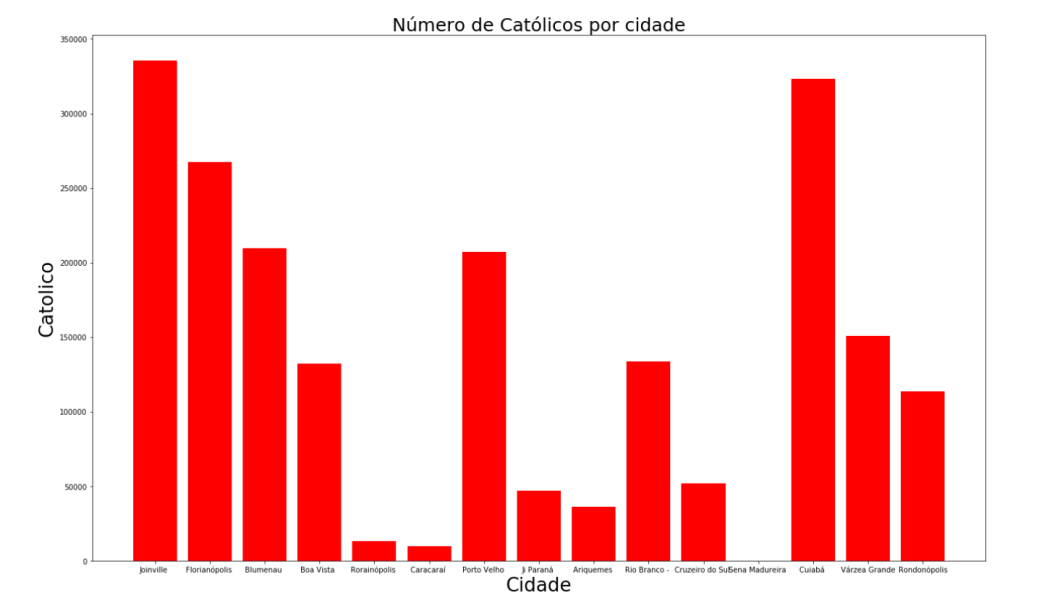 Número de Católicos por cidade
350000
300000
250000
200000
150000
100000
50000
0
Catolico
Joinville Florianópolis Blumenau Boa Vista Rorainópolis Caracaraí Porto Velho Ji Paraná Ariquemes Rio Branco - Cruzeiro do Sul Sena Madureira Cuiabá Várzea Grande Rondonópolis
Cidade